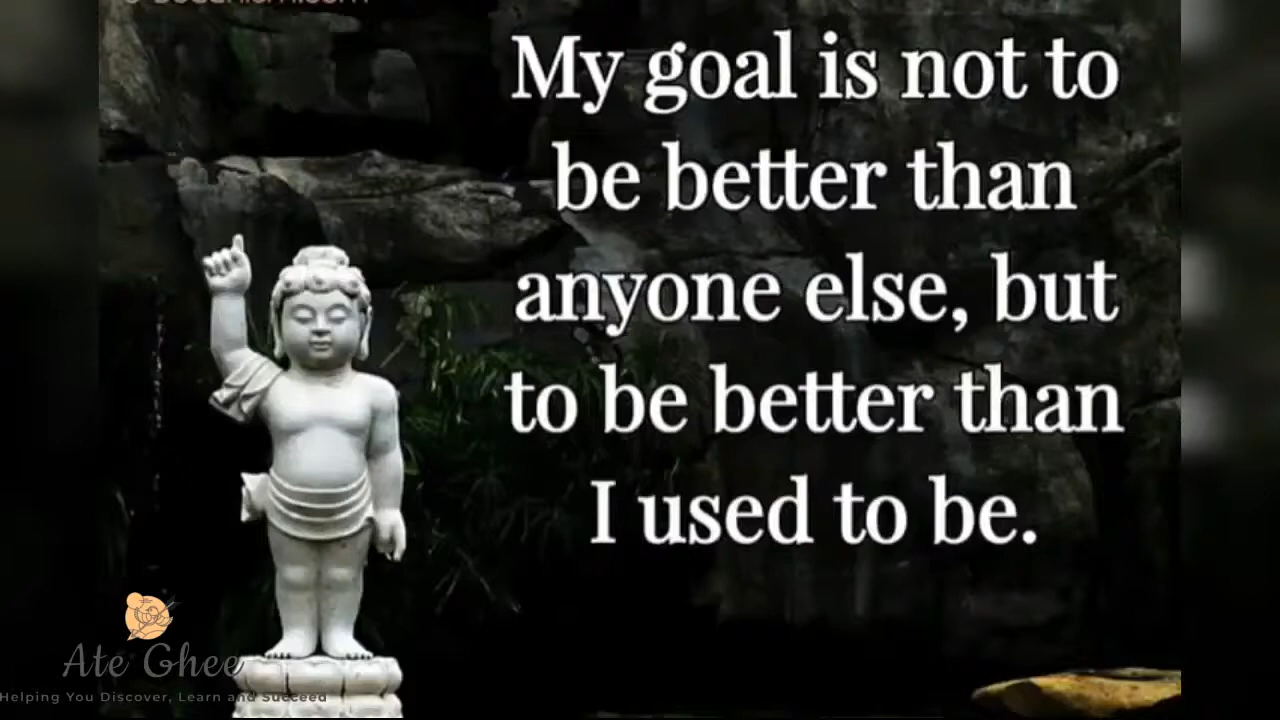 My goal is not to
be better than
anyone else, but
to be better than
I used to be.
Ate Ghee
Helping You Discover, Learn and Succeed